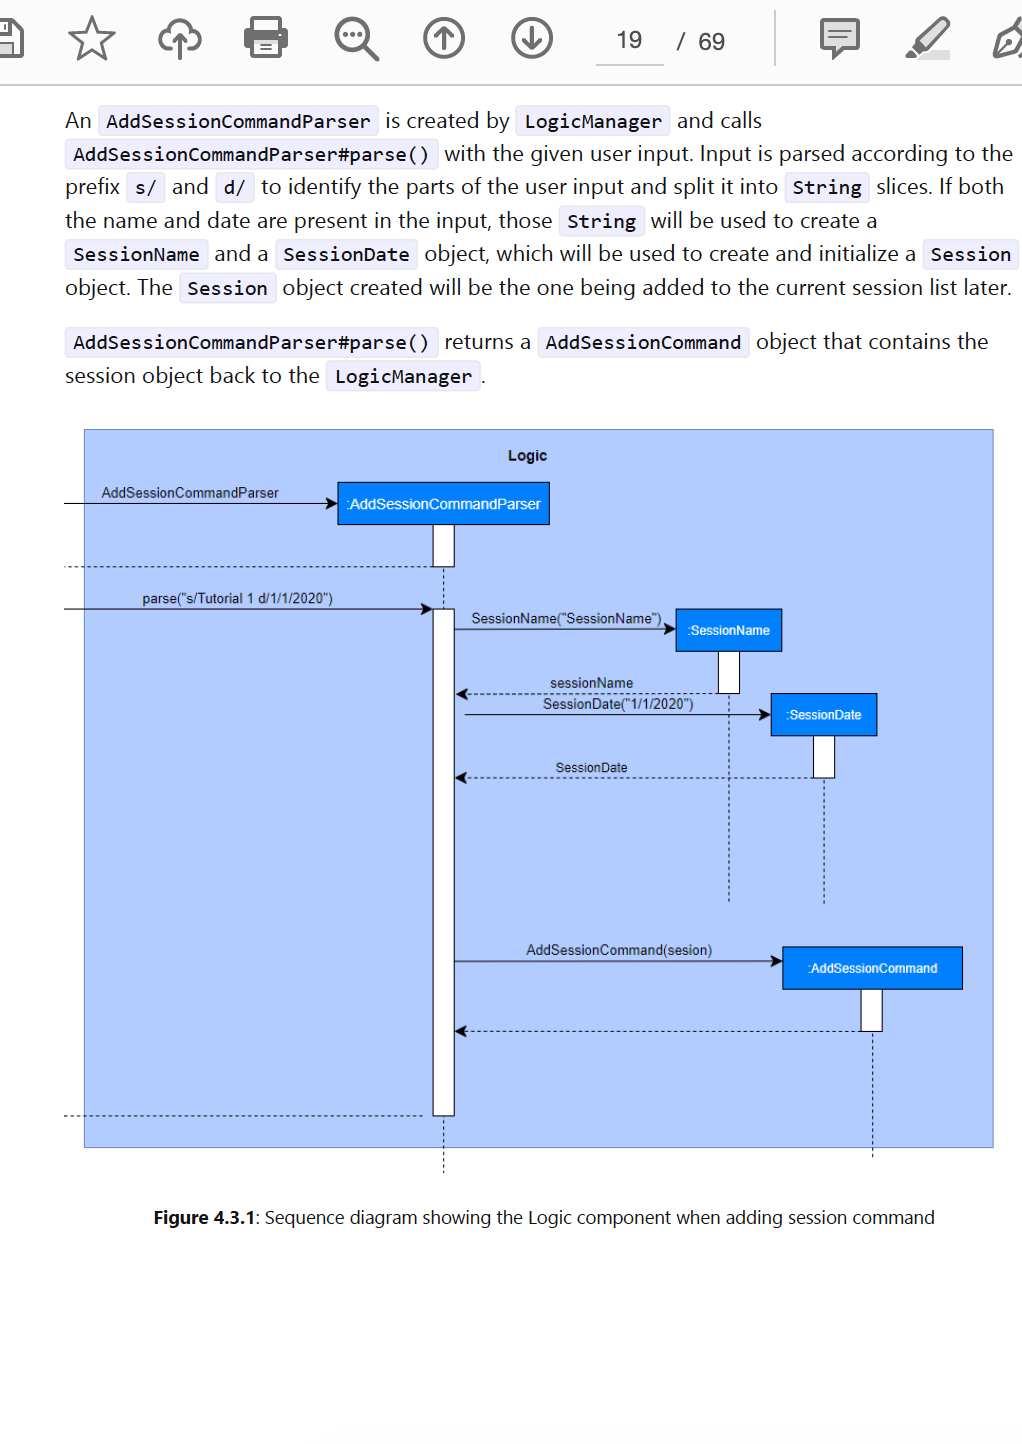 19 / 69
An AddSessionCommandParser is created by LogicManager and calls
AddSessionCommandParser#parse() with the given user input. Input is parsed according to the
prefix s/ and d/ to identify the parts of the user input and split it into String slices. If both
the name and date are present in the input, those String will be used to create a
SessionName and a SessionDate object, which will be used to create and initialize a Session
object. The Session object created will be the one being added to the current session list later.
AddSessionCommandParser#parse() returns a AddSessionCommand object that contains the
session object back to the LogicManager.
Logic
AddSessionCommandParser
:AddSessionCommandParser
parse("s/Tutorial 1 d/1/1/2020")
SessionName("SessionName")
:SessionName
sessionName
SessionDate("1/1/2020")
:SessionDate
SessionDate
AddSessionCommand(sesion)
:AddSessionCommand
Figure 4.3.1: Sequence diagram showing the Logic component when adding session command